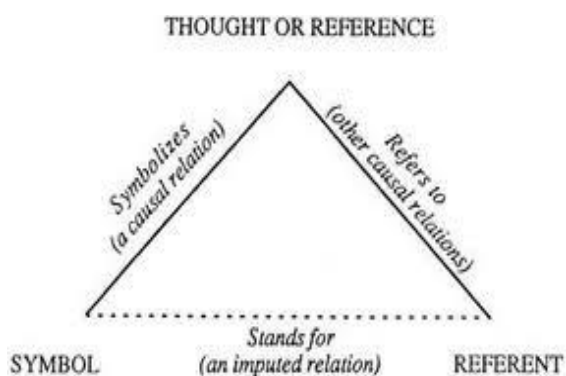 THOUGHT OR REFERENCE
Symbolizes
(a causal relation)
Refers to
(other causal relations)
Stands for
SYMBOL (an imputed relation) REFERENT